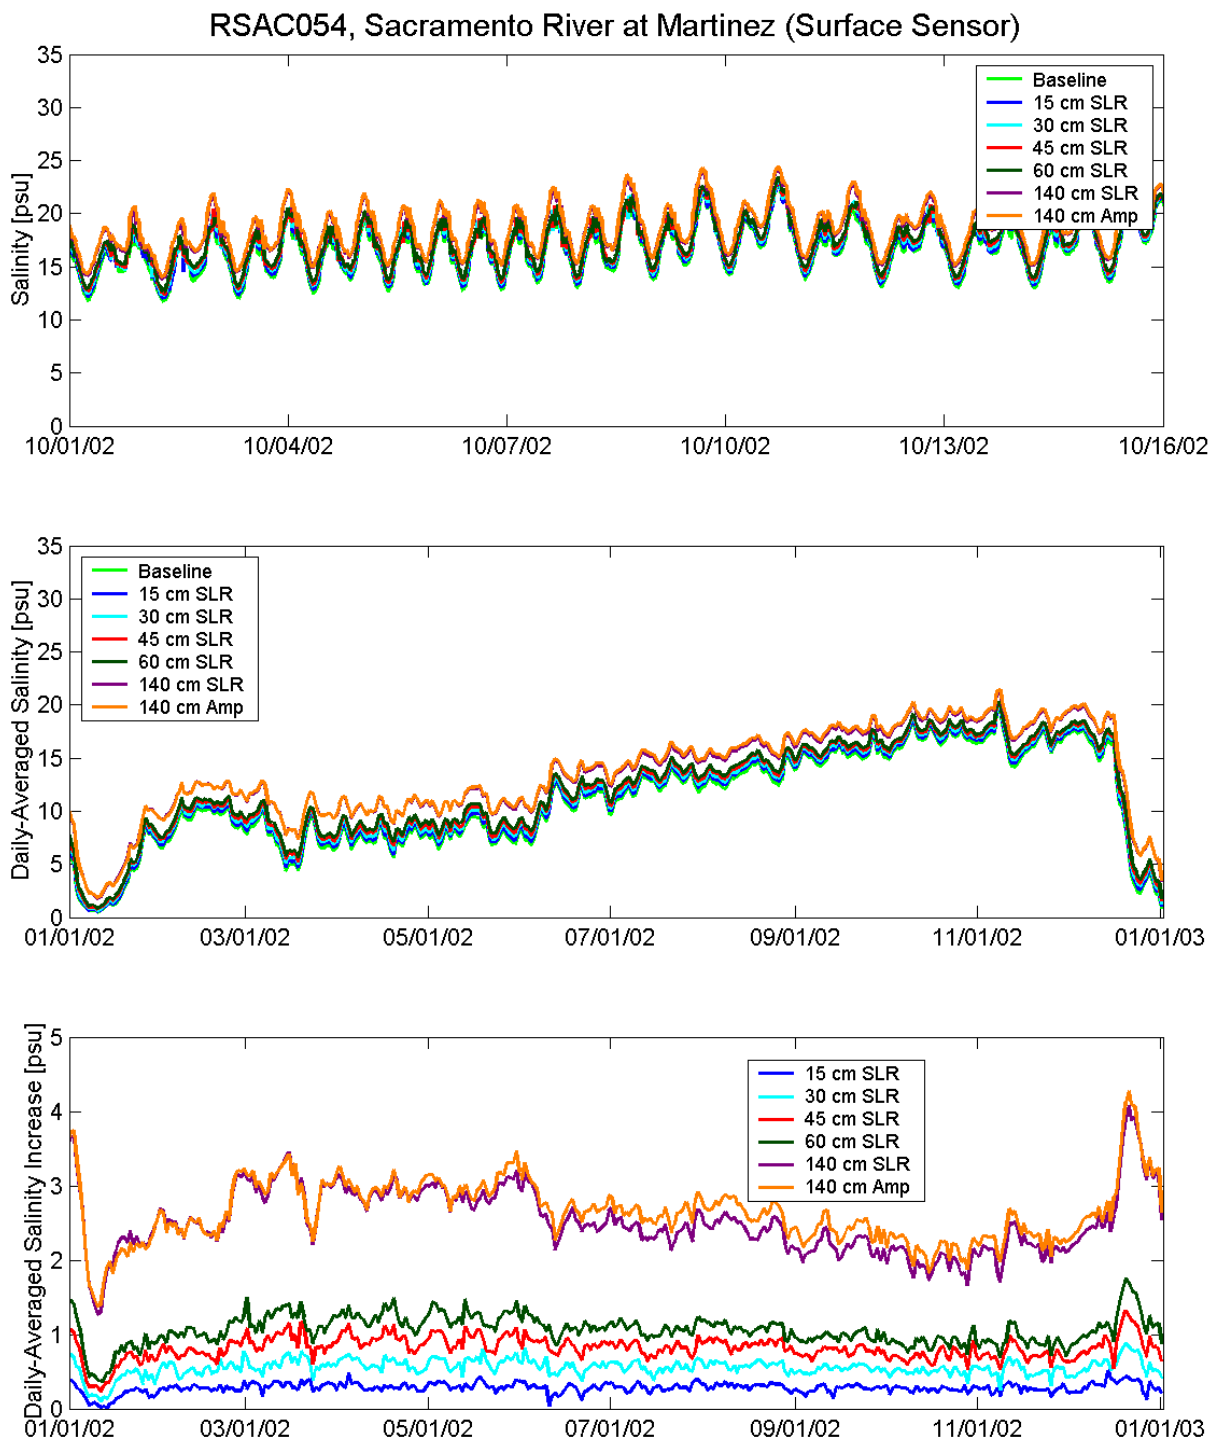 RSAC054, Sacramento River at Martinez (Surface Sensor)
Salinity [psu]
35
30
25
20
15
10
5
0
Baseline
15 cm SLR
30 cm SLR
45 cm SLR
60 cm SLR
140 cm SLR
140 cm Amp
10/01/02 10/04/02 10/07/02 10/10/02 10/13/02 10/16/02
Daily-Averaged Salinity [psu]
35
30
25
20
15
10
5
0
Baseline
15 cm SLR
30 cm SLR
45 cm SLR
60 cm SLR
140 cm SLR
140 cm Amp
01/01/02 03/01/02 05/01/02 07/01/02 09/01/02 11/01/02 01/01/03
Daily-Averaged Salinity Increase [psu]
5
4
3
2
1
0
15 cm SLR
30 cm SLR
45 cm SLR
60 cm SLR
140 cm SLR
140 cm Amp
01/01/02 03/01/02 05/01/02 07/01/02 09/01/02 11/01/02 01/01/03